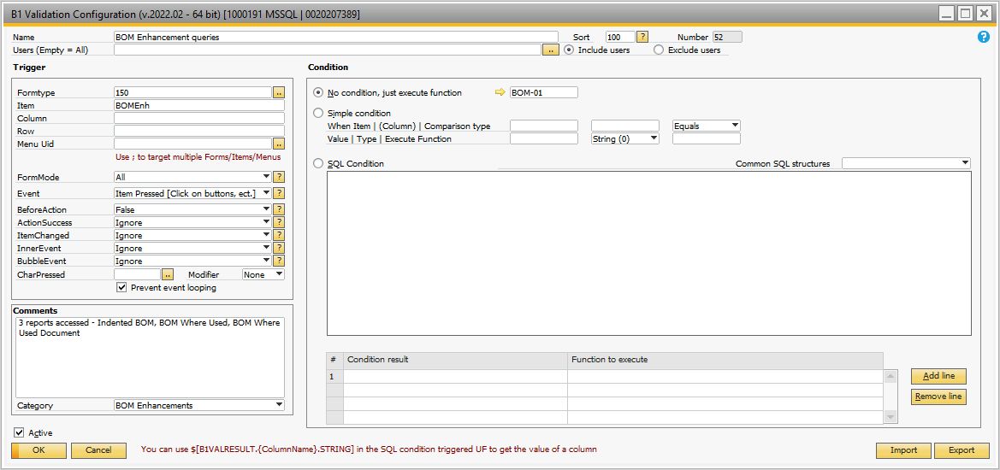 B1 Validation Configuration (v.2022.02 - 64 bit) [1000191 MSSQL | 0020207389]
Name BOM Enhancement queries Sort 100 ? Number 52 ?
Users (Empty = All) .. Include users Exclude users
Trigger
Formtype 150 ..
Item BOMEnh
Column
Row
Menu Uid ..
Use ; to target multiple Forms/Items/Menus
FormMode All ?
Event Item Pressed [Click on buttons, ect.] ?
BeforeAction False ?
ActionSuccess Ignore ?
ItemChanged Ignore ?
InnerEvent Ignore ?
BubbleEvent Ignore ?
CharPressed .. Modifier None
Prevent event looping
Comments
3 reports accessed - Indented BOM, BOM Where Used, BOM Where
Used Document
Category BOM Enhancements
Condition
No condition, just execute function BOM-01
Simple condition
When Item | (Column) | Comparison type Equals
Value | Type | Execute Function String (0)
SQL Condition Common SQL structures
# Condition result Function to execute
1
Add line
Remove line
Active
OK Cancel You can use $[B1VALRESULT.{ColumnName}.STRING] in the SQL condition triggered UF to get the value of a column Import Export